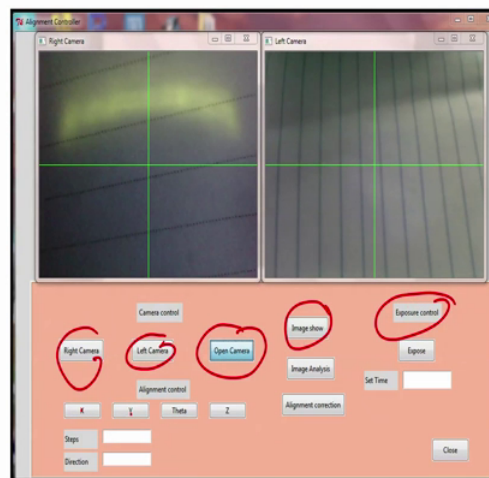 Alignment Controller
Right Camera
Left Camera
Camera control
Exposure control
Image show
Right Camera
Left Camera
Open Camera
Expose
Image Analysis
Set Time
Alignment control
Alignment correction
X
Y
Theta
Z
Steps
Direction
Close